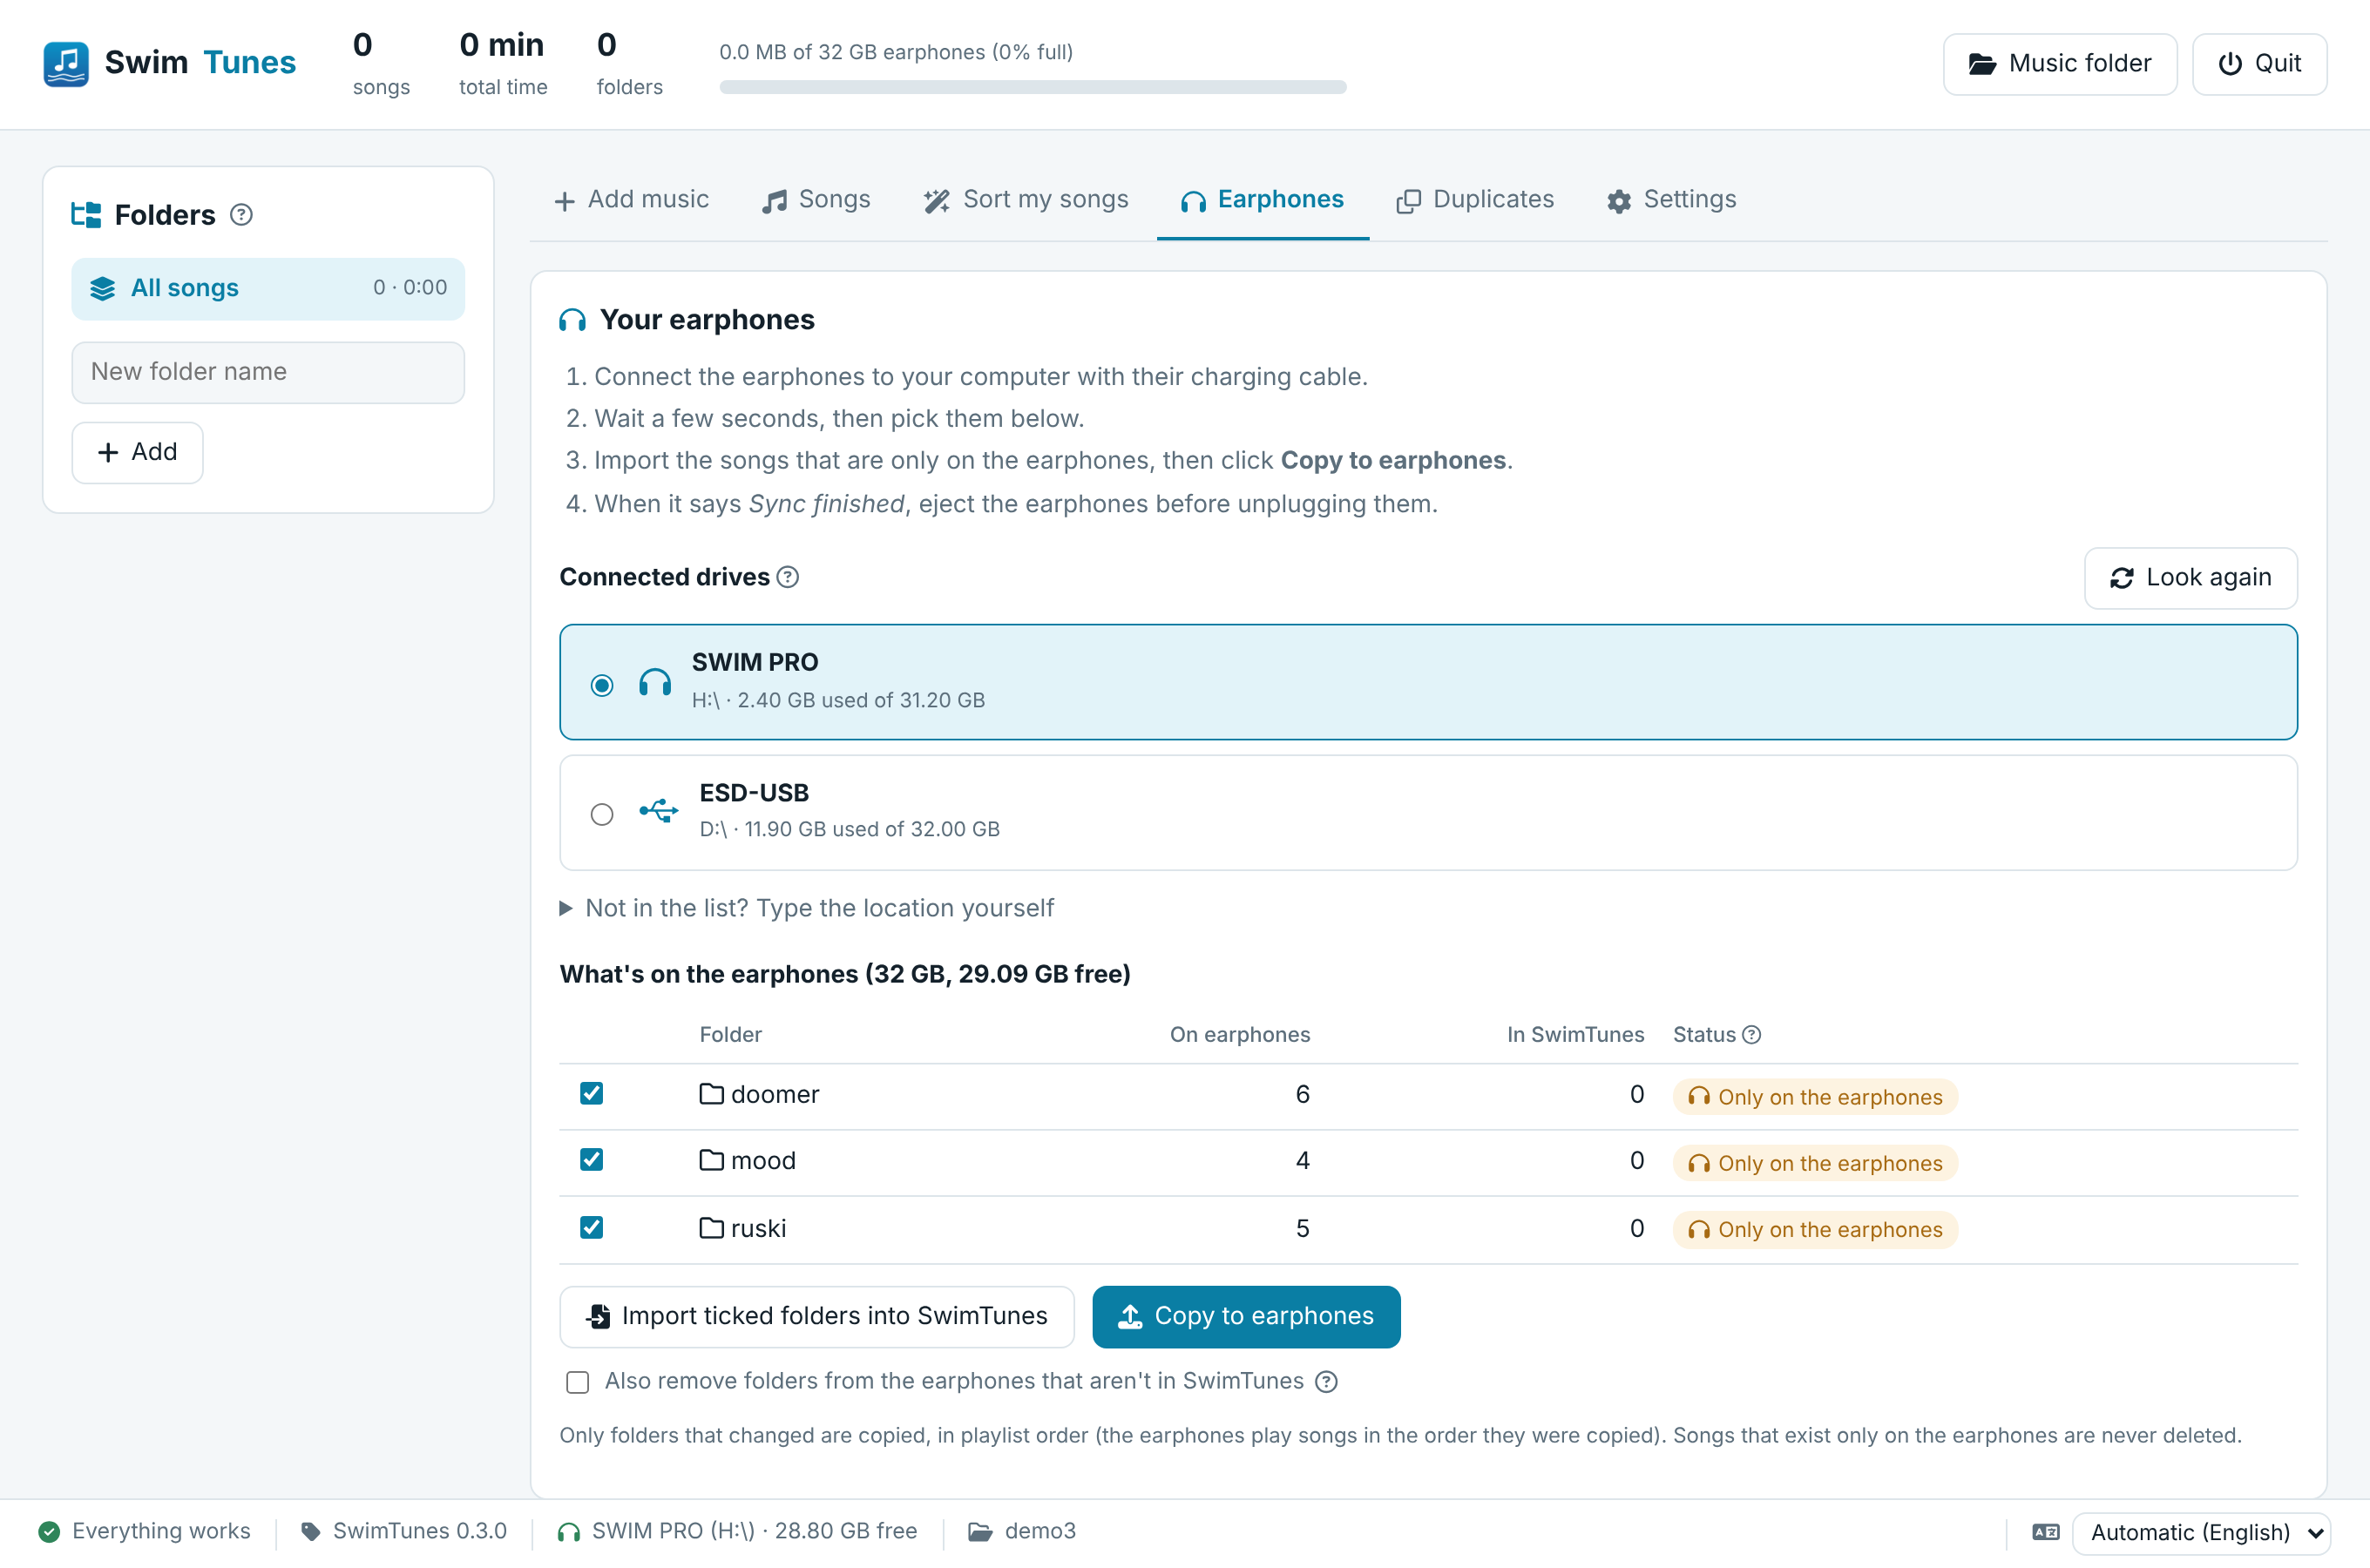 Swim Tunes
0
songs
0 min
total time
0
folders
0.0 MB of 32 GB earphones (0% full)
Music folder
Quit
Folders
All songs
0 · 0:00
New folder name
Add
Add music
Songs
Sort my songs
Earphones
Duplicates
Settings
Your earphones
1. Connect the earphones to your computer with their charging cable.
2. Wait a few seconds, then pick them below.
3. Import the songs that are only on the earphones, then click Copy to earphones.
4. When it says Sync finished, eject the earphones before unplugging them.
Connected drives
Look again
SWIM PRO
H:\ · 2.40 GB used of 31.20 GB
ESD-USB
D:\ · 11.90 GB used of 32.00 GB
Not in the list? Type the location yourself
What's on the earphones (32 GB, 29.09 GB free)
Folder On earphones In SwimTunes Status
doomer 6 0 Only on the earphones
mood 4 0 Only on the earphones
ruski 5 0 Only on the earphones
Import ticked folders into SwimTunes
Copy to earphones
Also remove folders from the earphones that aren't in SwimTunes
Only folders that changed are copied, in playlist order (the earphones play songs in the order they were copied). Songs that exist only on the earphones are never deleted.
Everything works
SwimTunes 0.3.0
SWIM PRO (H:\) · 28.80 GB free
demo3
Automatic (English)